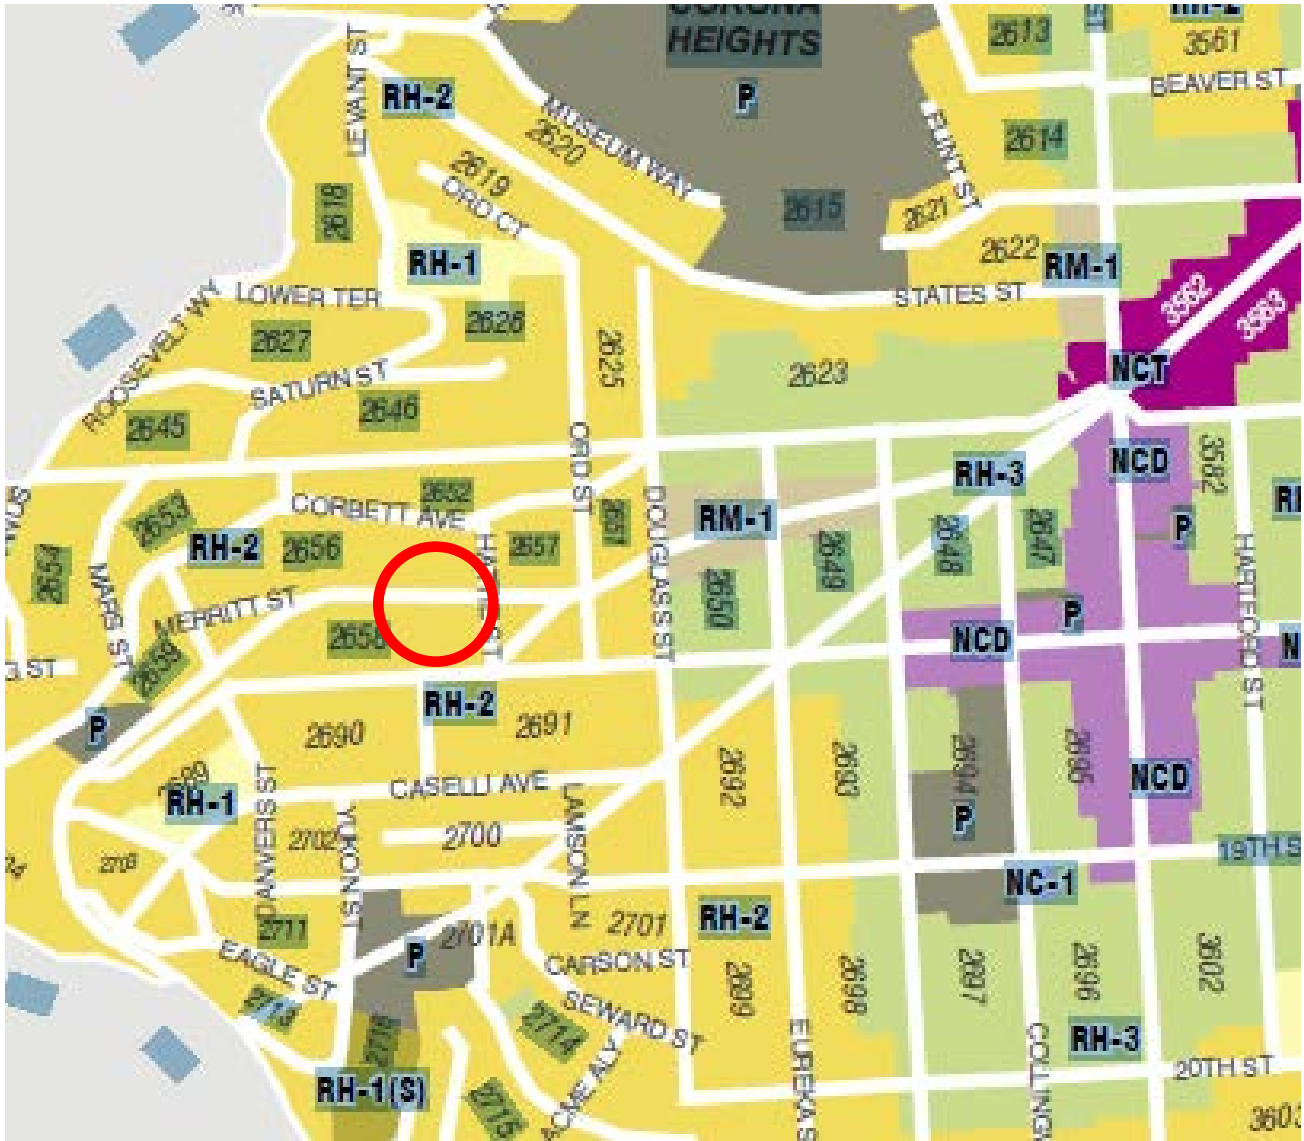 CORONA
HEIGHTS
P
2613
RH-2
3561
BEAVER ST
LEVANT ST
RH-2
MUSEUM WAY
2620
FLINT ST
2614
2619
ORD CT
2618
2615
2621
2622
RM-1
RH-1
LOWER TER
STATES ST
3562
3563
ROOSEVELT WY
2627
2626
2625
2623
NCT
SATURN ST
2646
2645
ORD ST
NCD
3582
RH-3
2652
CORBETT AVE
2653
RM-1
P
RH-2
2656
2657
2651
DOUGLASS ST
2654
MARS ST
2650
2649
2648
2647
HARTFORD ST
MERRITT ST
2658
2659
P
NCD
N
G ST
RH-2
P
2690
2691
2692
2693
2694
2695
2689
RH-1
DANVERS ST
CASELLI AVE
LAMSON LN
NCD
P
YUKON ST
2702
2700
19TH S
NC-1
2711
2701A
2701
RH-2
P
EAGLE ST
CARSON ST
2699
2698
2697
2696
3602
SEWARD ST
2714
ACME ALY
EUREKA S
COLLING
RH-3
RH-1(S)
2715
20TH ST
3603